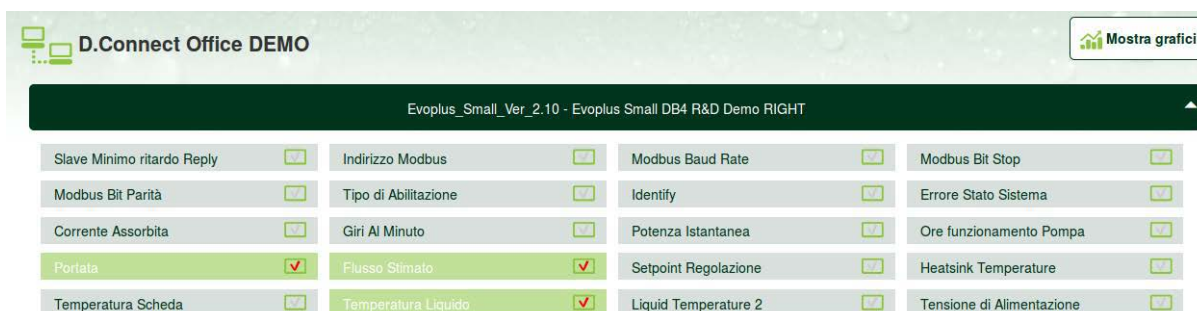 D.Connect Office DEMO
Mostra grafici
Evoplus_Small_Ver_2.10 - Evoplus Small DB4 R&D Demo RIGHT
Slave Minimo ritardo Reply Indirizzo Modbus Modbus Baud Rate Modbus Bit Stop
Modbus Bit Parità Tipo di Abilitazione Identify Errore Stato Sistema
Corrente Assorbita Giri Al Minuto Potenza Istantanea Ore funzionamento Pompa
Portata Flusso Stimato Setpoint Regolazione Heatsink Temperature
Temperatura Scheda Temperatura Liquido Liquid Temperature 2 Tensione di Alimentazione